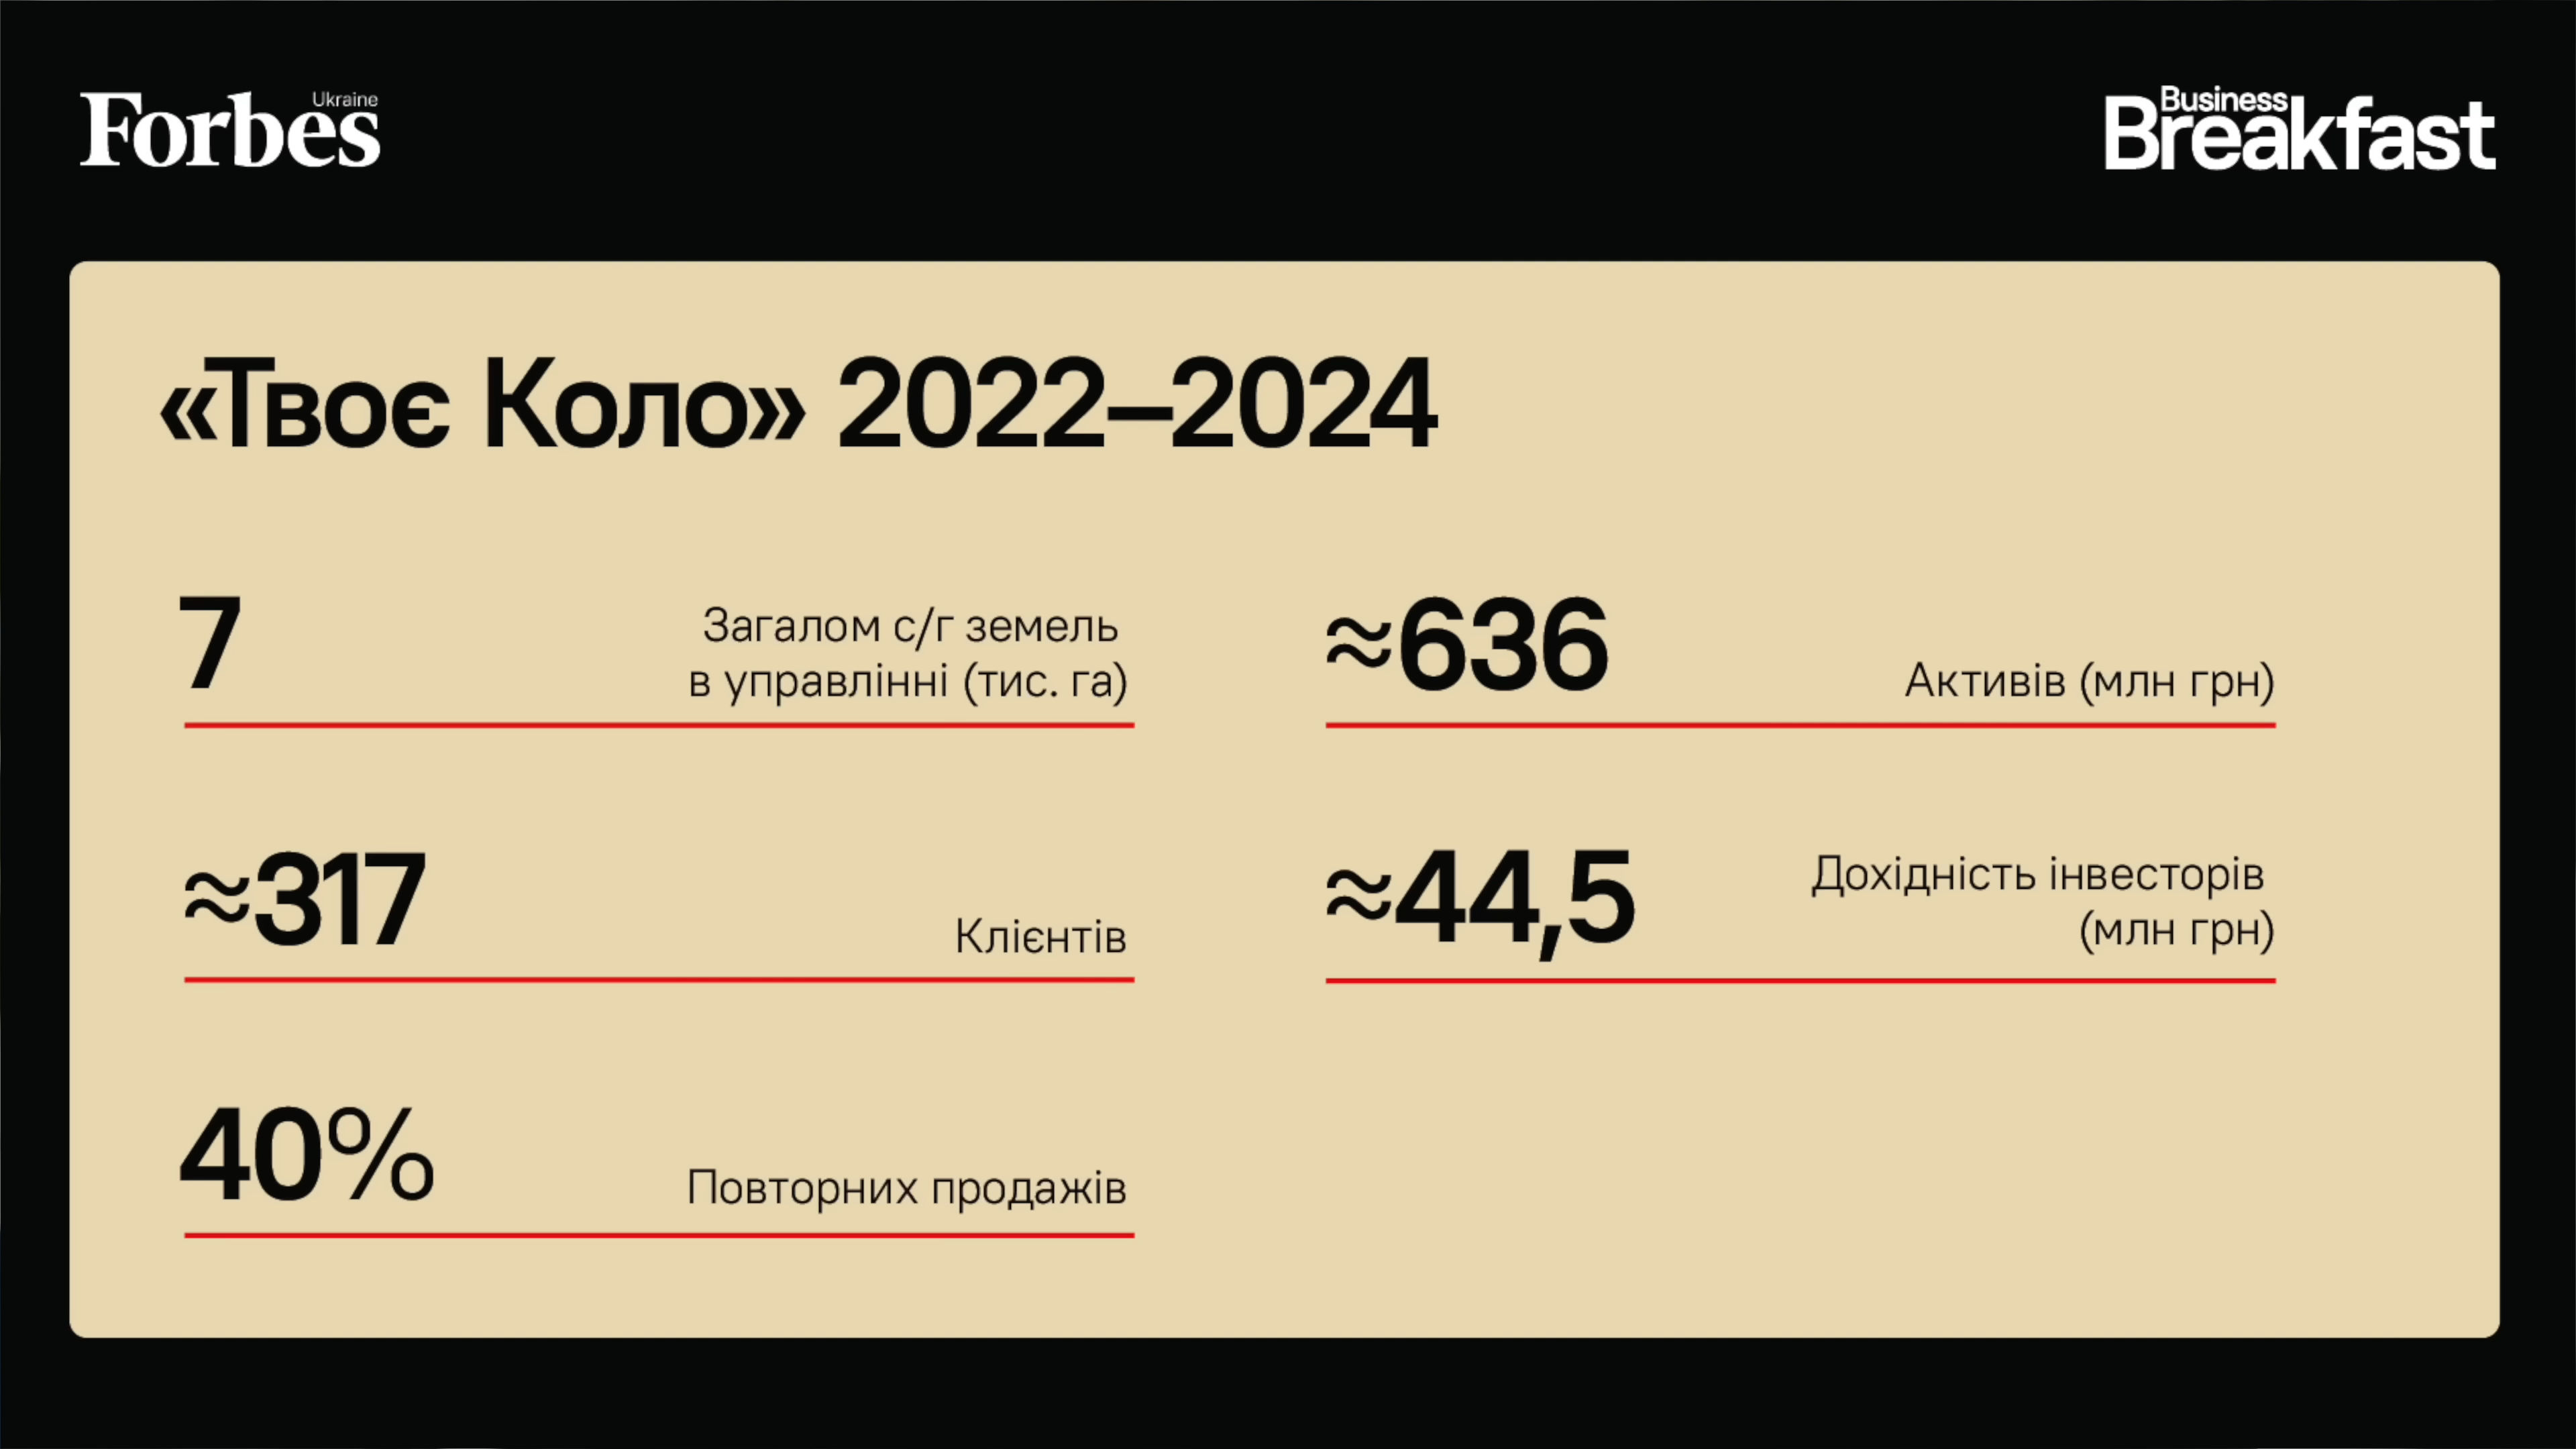 Forbes
Ukraine
Business
Breakfast
«Твоє Коло» 2022–2024
7
Загалом с/г земель
в управлінні (тис. га)
≈636
Активів (млн грн)
≈317
Клієнтів
≈44,5
Дохідність інвесторів
(млн грн)
40%
Повторних продажів